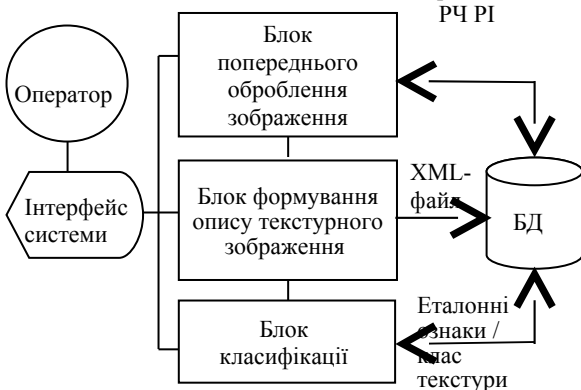 РЧ РІ
Блок
попереднього
оброблення
зображення
Оператор
XML-
файл
Інтерфейс
системи
Блок формування
опису текстурного
зображення
БД
Блок
класифікації
Еталонні
ознаки /
клас
текстури